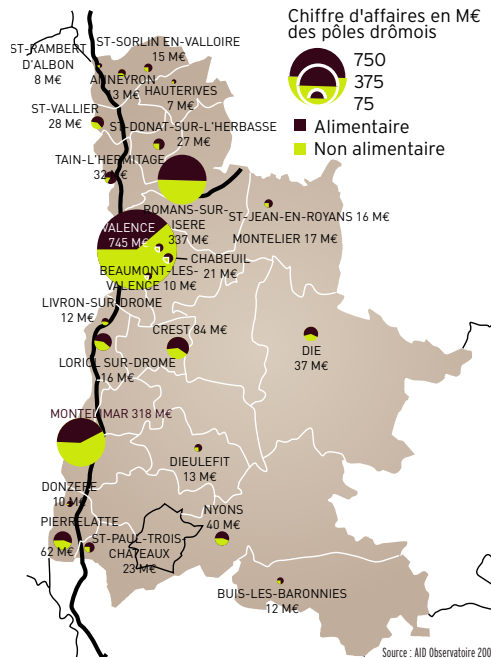 Chiffre d'affaires en M€
des pôles drômois
750
375
75
Alimentaire
Non alimentaire
ST-RAMBERT
D'ALBON
8 M€
ST-SORLIN EN-VALLOIRE
15 M€
ANNEYRON
13 M€
HAUTERIVES
7 M€
ST-VALLIER
28 M€
ST-DONAT-SUR-L'HERBASSE
27 M€
TAIN-L'HERMITAGE
32 M€
ROMANS-SUR-
ISERE
337 M€
ST-JEAN-EN-ROYANS 16 M€
VALENCE
745 M€
MONTELIER 17 M€
CHABEUIL
21 M€
BEAUMONT-LES-
VALENCE 10 M€
LIVRON-SUR-DROME
12 M€
CREST 84 M€
DIE
37 M€
LORIOL SUR-DROME
16 M€
MONTELIMAR 318 M€
DIEULEFIT
13 M€
DONZERE
10 M€
NYONS
40 M€
PIERRELATTE
62 M€
ST-PAUL-TROIS-
CHATEAUX
23 M€
BUIS-LES-BARONNIES
12 M€
Source : AID Observatoire 200